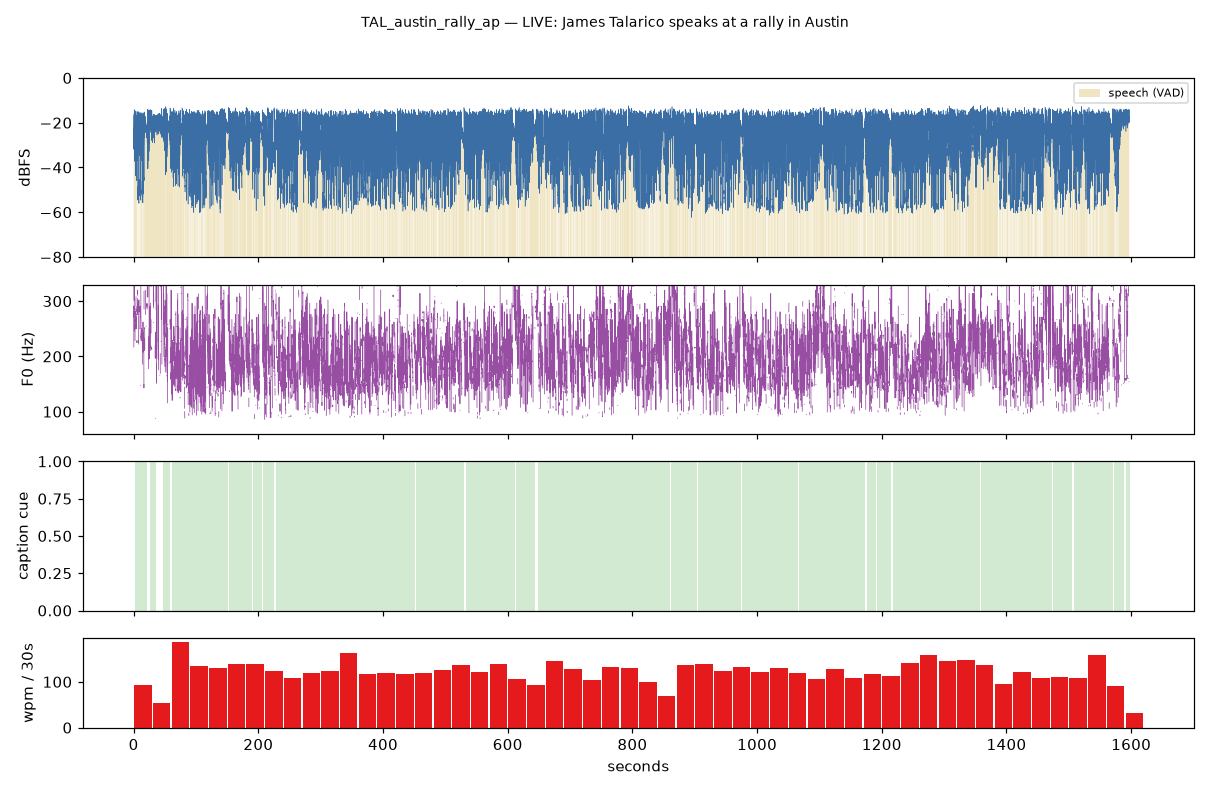 TAL_austin_rally_ap — LIVE: James Talarico speaks at a rally in Austin
0
−20
−40
−60
−80
dBFS
speech (VAD)
300
200
100
F0 (Hz)
1.00
0.75
0.50
0.25
0.00
caption cue
100
0
wpm / 30s
0 200 400 600 800 1000 1200 1400 1600
seconds